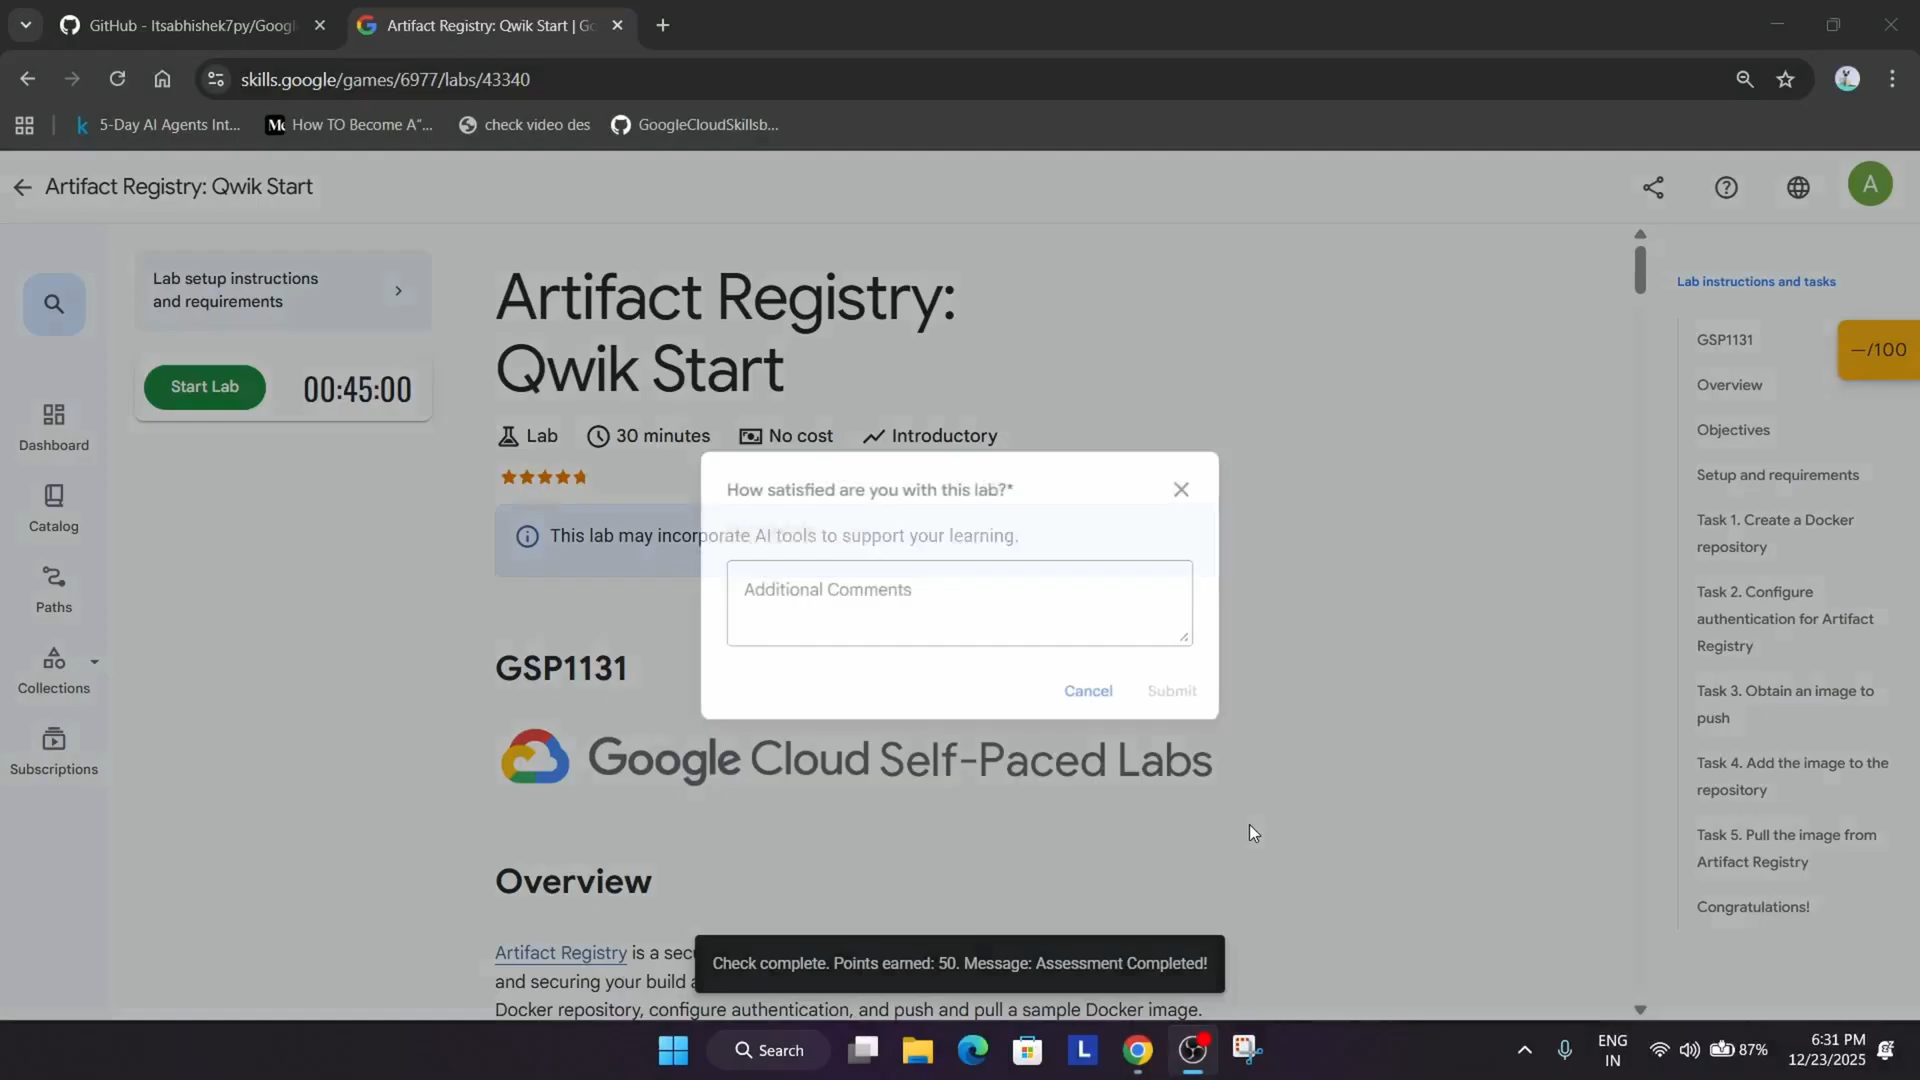 GitHub - Itsabhishek7py/Googl
Artifact Registry: Qwik Start | Go
skills.google/games/6977/labs/43340
5-Day AI Agents Int...
How TO Become A"...
check video des
GoogleCloudSkillsb...
Artifact Registry: Qwik Start
A
Lab setup instructions
and requirements
Start Lab
00:45:00
Dashboard
Catalog
Paths
Collections
Subscriptions
Artifact Registry:
Qwik Start
Lab
30 minutes
No cost
Introductory
This lab may incorporate AI tools to support your learning.
How satisfied are you with this lab?*
Additional Comments
Cancel
Submit
GSP1131
Google Cloud Self-Paced Labs
Overview
Artifact Registry is a secu
and securing your build a
Docker repository, configure authentication, and push and pull a sample Docker image.
Check complete. Points earned: 50. Message: Assessment Completed!
Lab instructions and tasks
GSP1131
—/100
Overview
Objectives
Setup and requirements
Task 1. Create a Docker
repository
Task 2. Configure
authentication for Artifact
Registry
Task 3. Obtain an image to
push
Task 4. Add the image to the
repository
Task 5. Pull the image from
Artifact Registry
Congratulations!
Search
L
ENG
IN
87%
6:31 PM
12/23/2025